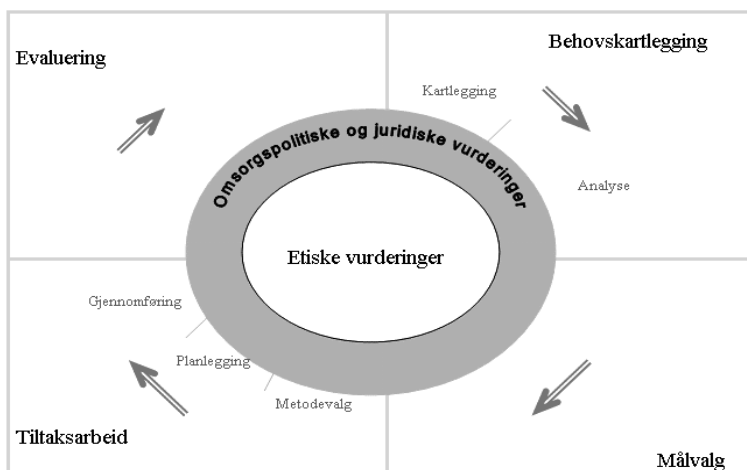 Behovskartlegging
Evaluering
Kartlegging
Omsorgspolitiske og juridiske vurderinger
Analyse
Etiske vurderinger
Gjennomføring
Planlegging
Metodevalg
Tiltaksarbeid
Målvalg